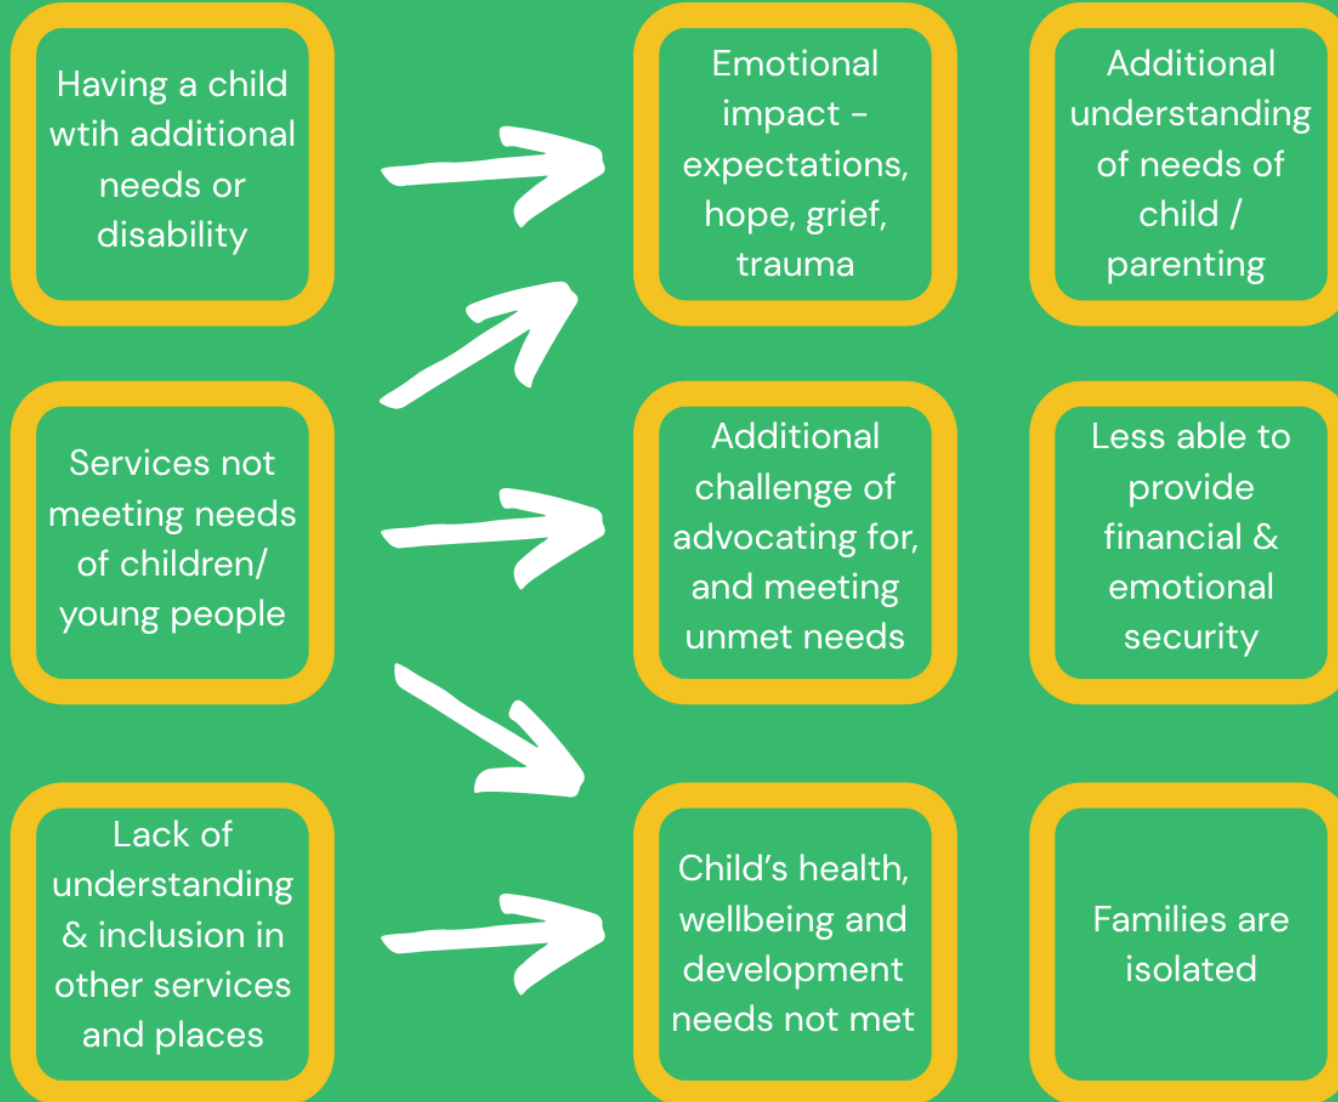 Having a child
wtih additional
needs or
disability
Emotional
impact -
expectations,
hope, grief,
trauma
Additional
understanding
of needs of
child /
parenting
Services not
meeting needs
of children/
young people
Additional
challenge of
advocating for,
and meeting
unmet needs
Less able to
provide
financial &
emotional
security
Lack of
understanding
& inclusion in
other services
and places
Child's health,
wellbeing and
development
needs not met
Families are
isolated